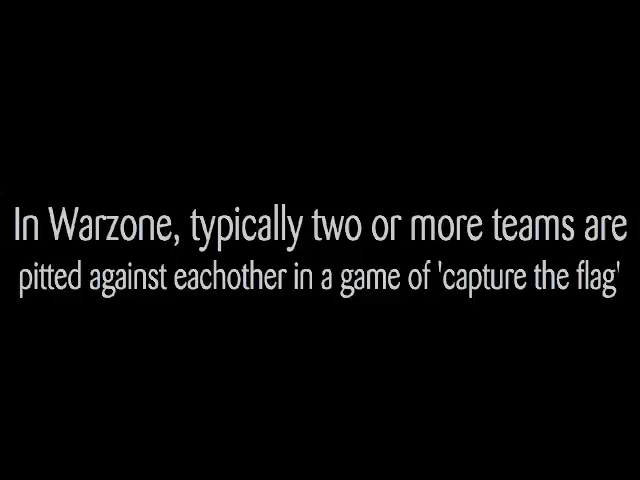 In Warzone, typically two or more teams are
pitted against eachother in a game of 'capture the flag'